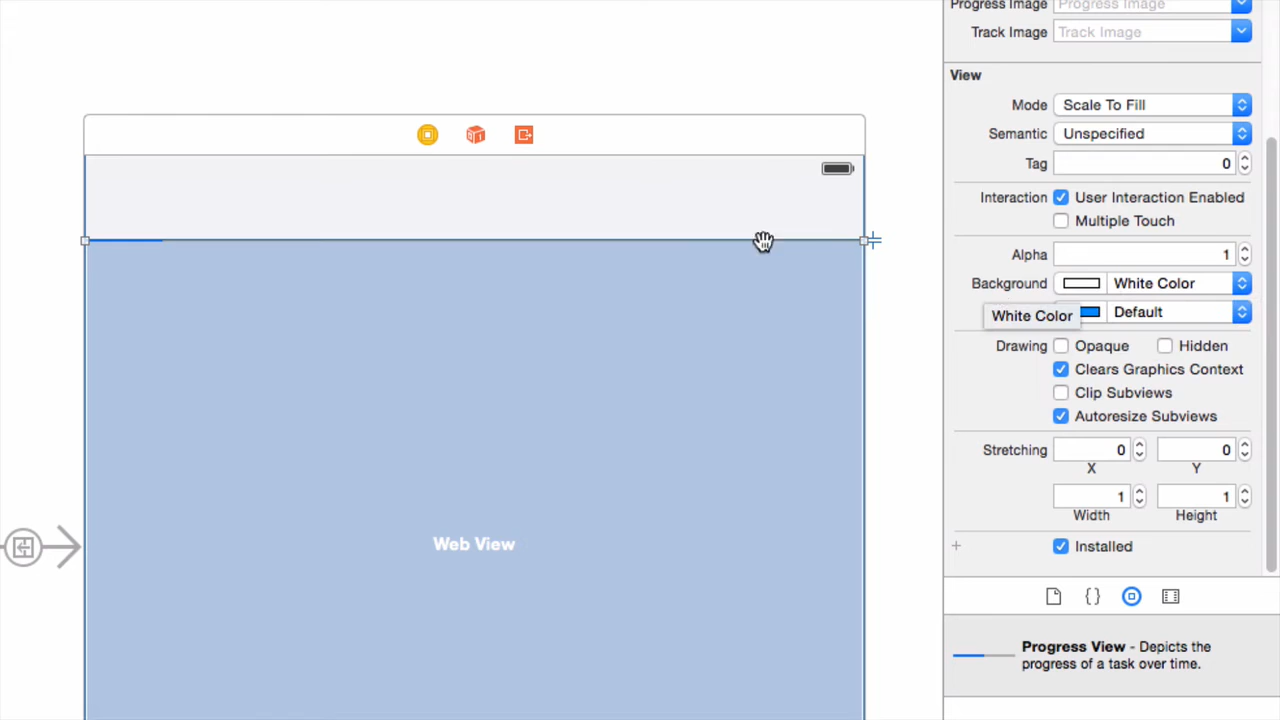 Progress Image Progress Image
Track Image Track Image
View
Mode Scale To Fill
Semantic Unspecified
Tag 0
Interaction User Interaction Enabled
Multiple Touch
Alpha 1
Background White Color
White Color Default
Drawing Opaque Hidden
Clears Graphics Context
Clip Subviews
Autoresize Subviews
Stretching 0 0
X Y
1 1
Width Height
Web View
+ Installed
{}
Progress View - Depicts the
progress of a task over time.